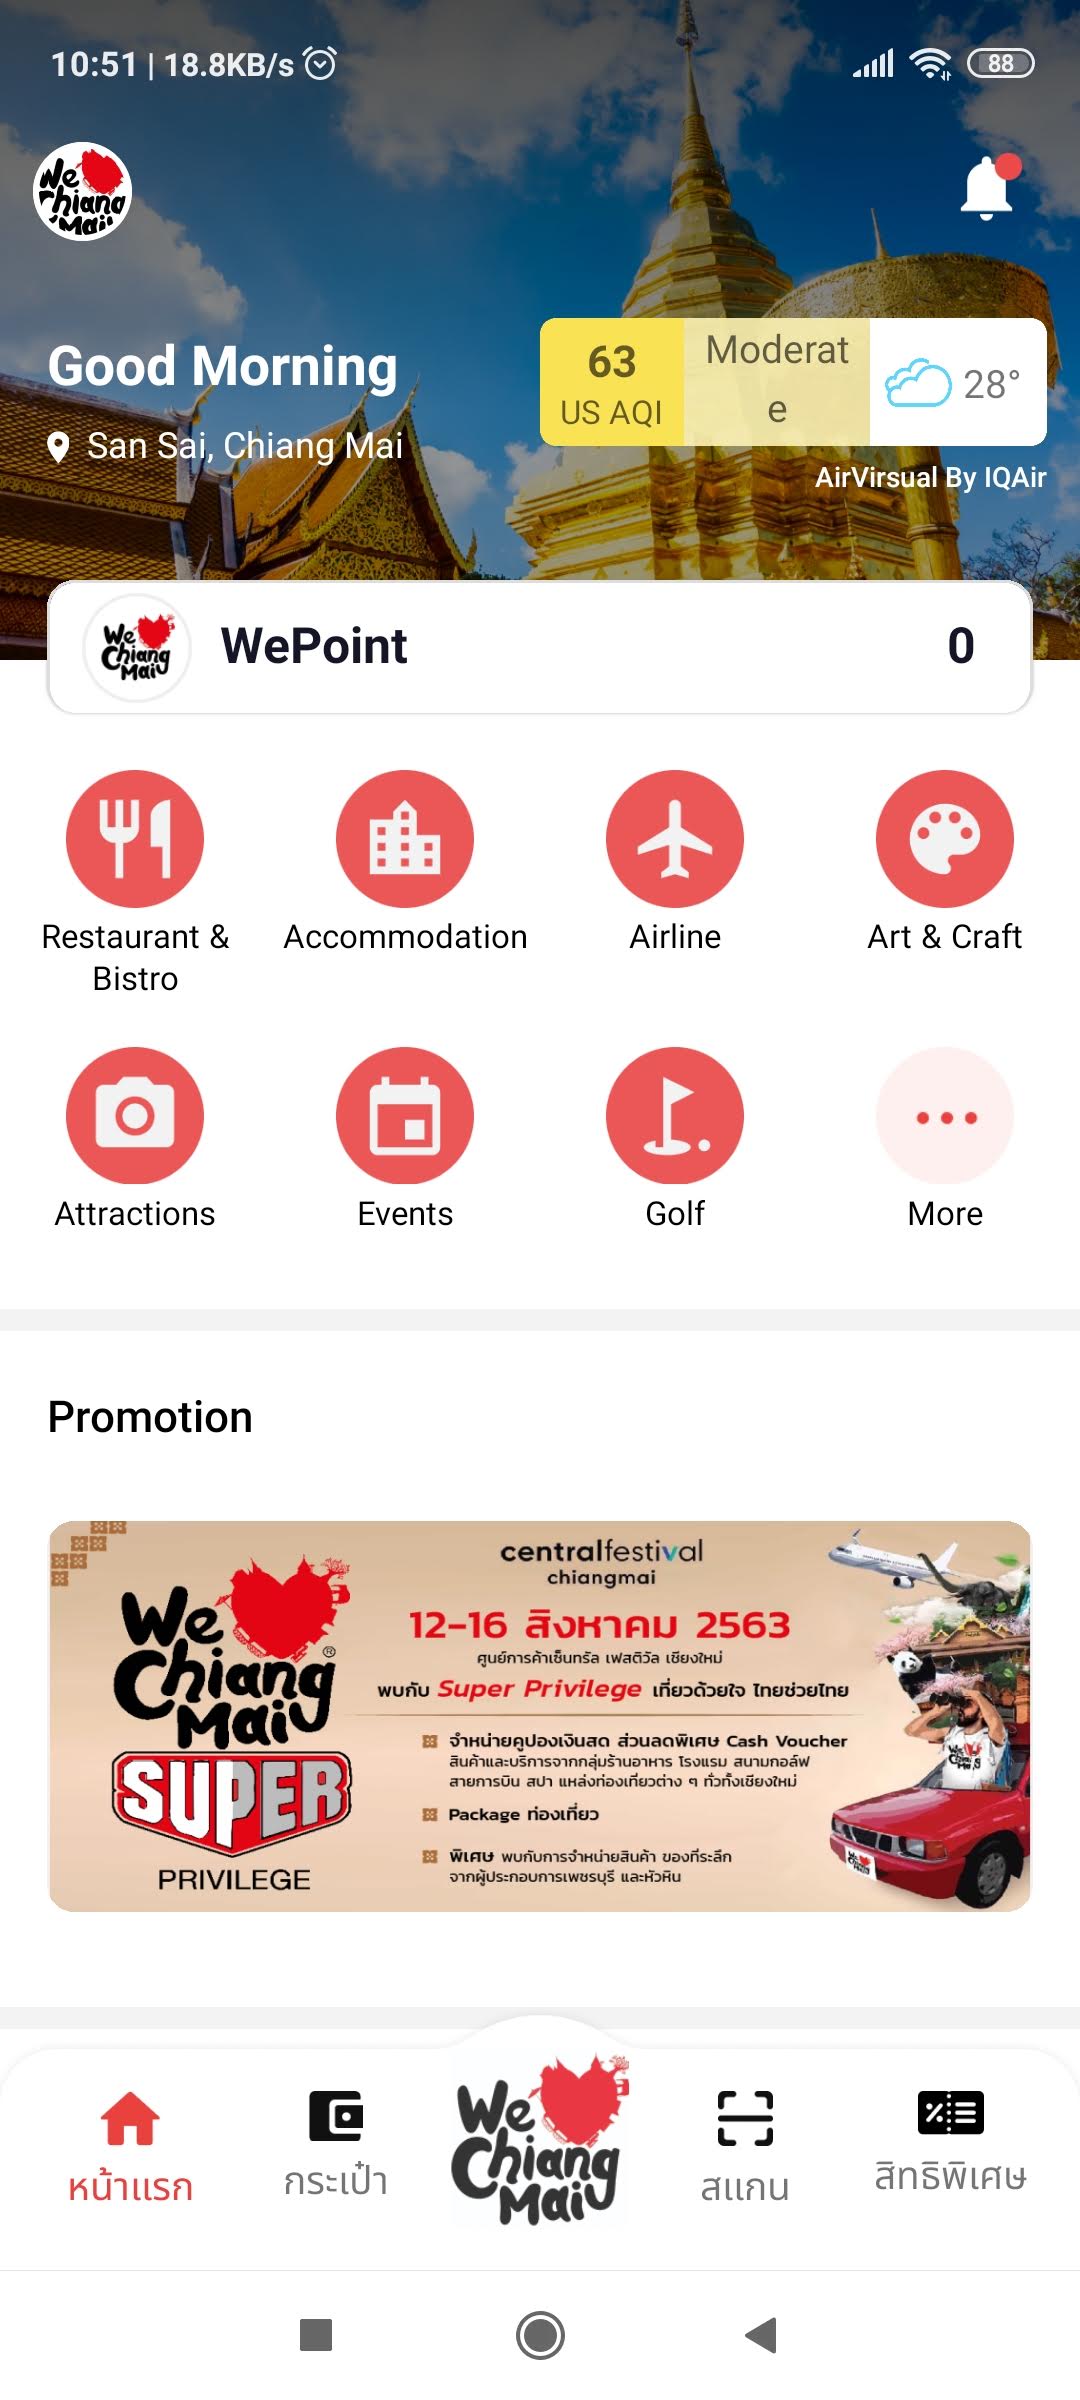 10:51 | 18.8KB/s
88
We
Chiang
Mai
Good Morning
San Sai, Chiang Mai
63
US AQI
Moderat
e
28°
AirVirsual By IQAir
We
Chiang
Mai
WePoint
0
Restaurant &
Bistro
Accommodation
Airline
Art & Craft
Attractions
Events
Golf
More
Promotion
We
Chiang
Mai
®
SUPER
PRIVILEGE
centralfestival
chiangmai
12-16 สิงหาคม 2563
ศูนย์การค้าเซ็นทรัล เฟสติวัล เชียงใหม่
พบกับ Super Privilege เที่ยวด้วยใจ ไทยช่วยไทย
จำหน่ายคูปองเงินสด ส่วนลดพิเศษ Cash Voucher
สินค้าและบริการจากกลุ่มร้านอาหาร โรงแรม สนามกอล์ฟ
สายการบิน สปา แหล่งท่องเที่ยวต่าง ๆ ทั่วทั้งเชียงใหม่
Package ท่องเที่ยว
พิเศษ พบกับการจำหน่ายสินค้า ของที่ระลึก
จากผู้ประกอบการเพชรบุรี และหัวหิน
We
Chiang
Mai
หน้าแรก
กระเป๋า
สแกน
สิทธิพิเศษ